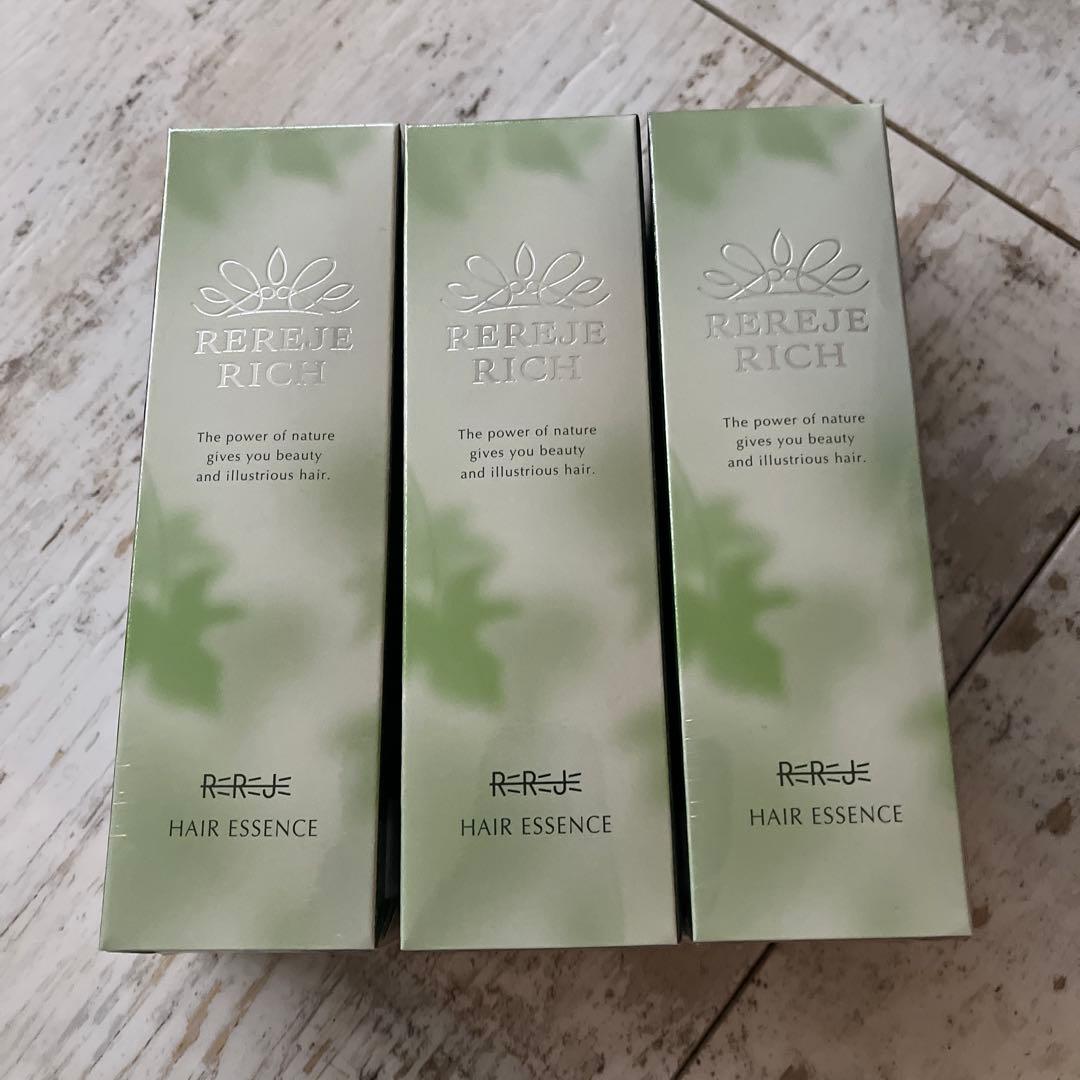 REREJE
RICH
The power of nature
gives you beauty
and illustrious hair.
REREJE
HAIR ESSENCE
REREJE
RICH
The power of nature
gives you beauty
and illustrious hair.
REREJE
HAIR ESSENCE
REREJE
RICH
The power of nature
gives you beauty
and illustrious hair.
REREJE
HAIR ESSENCE